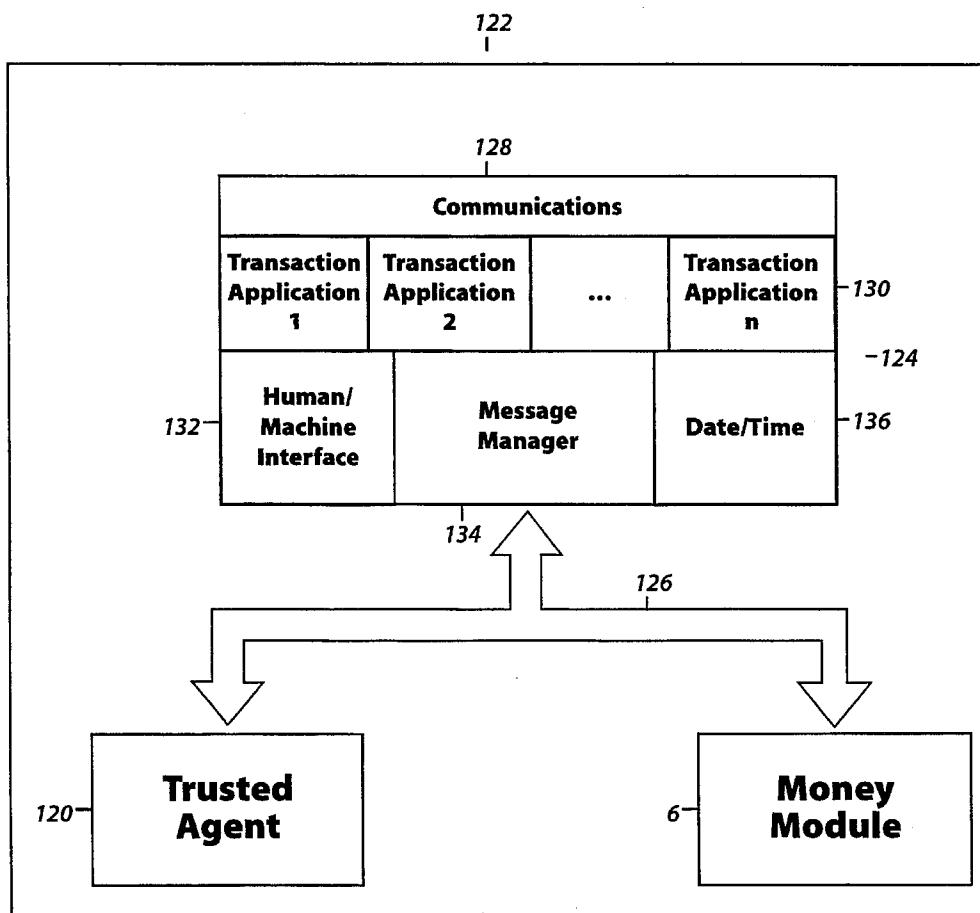 122
128
Communications
Transaction
Application
1
Transaction
Application
2
...
Transaction
Application
n
130
124
132
Human/
Machine
Interface
Message
Manager
Date/Time
136
134
126
120
Trusted
Agent
6
Money
Module